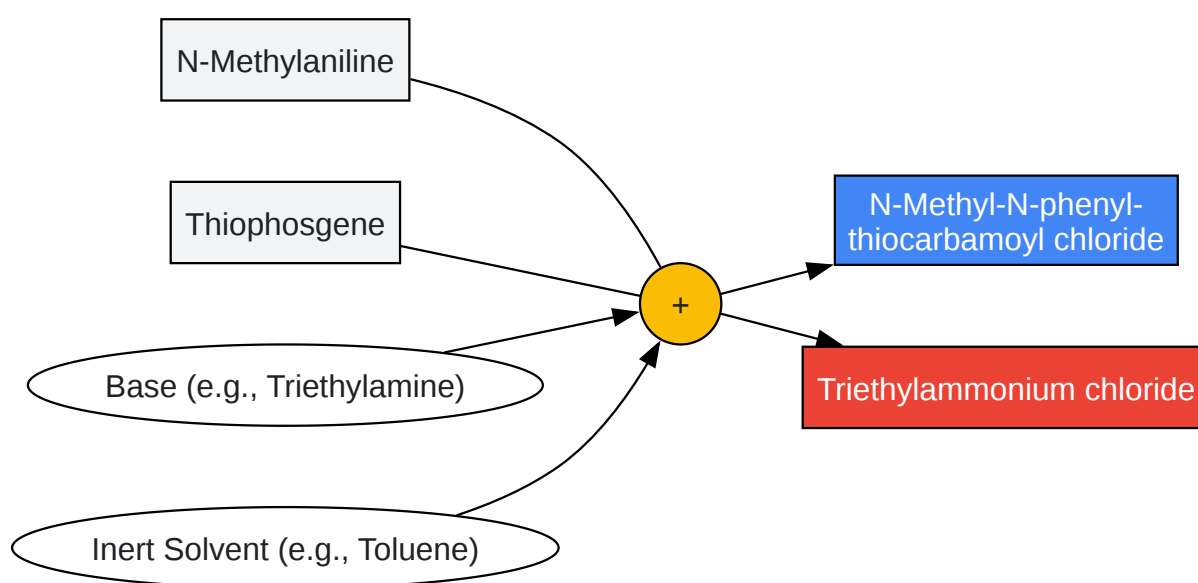 N-Methylaniline
Thiophosgene
Base (e.g., Triethylamine)
Inert Solvent (e.g., Toluene)
+
N-Methyl-N-phenyl-
thiocarbamoyl chloride
Triethylammonium chloride